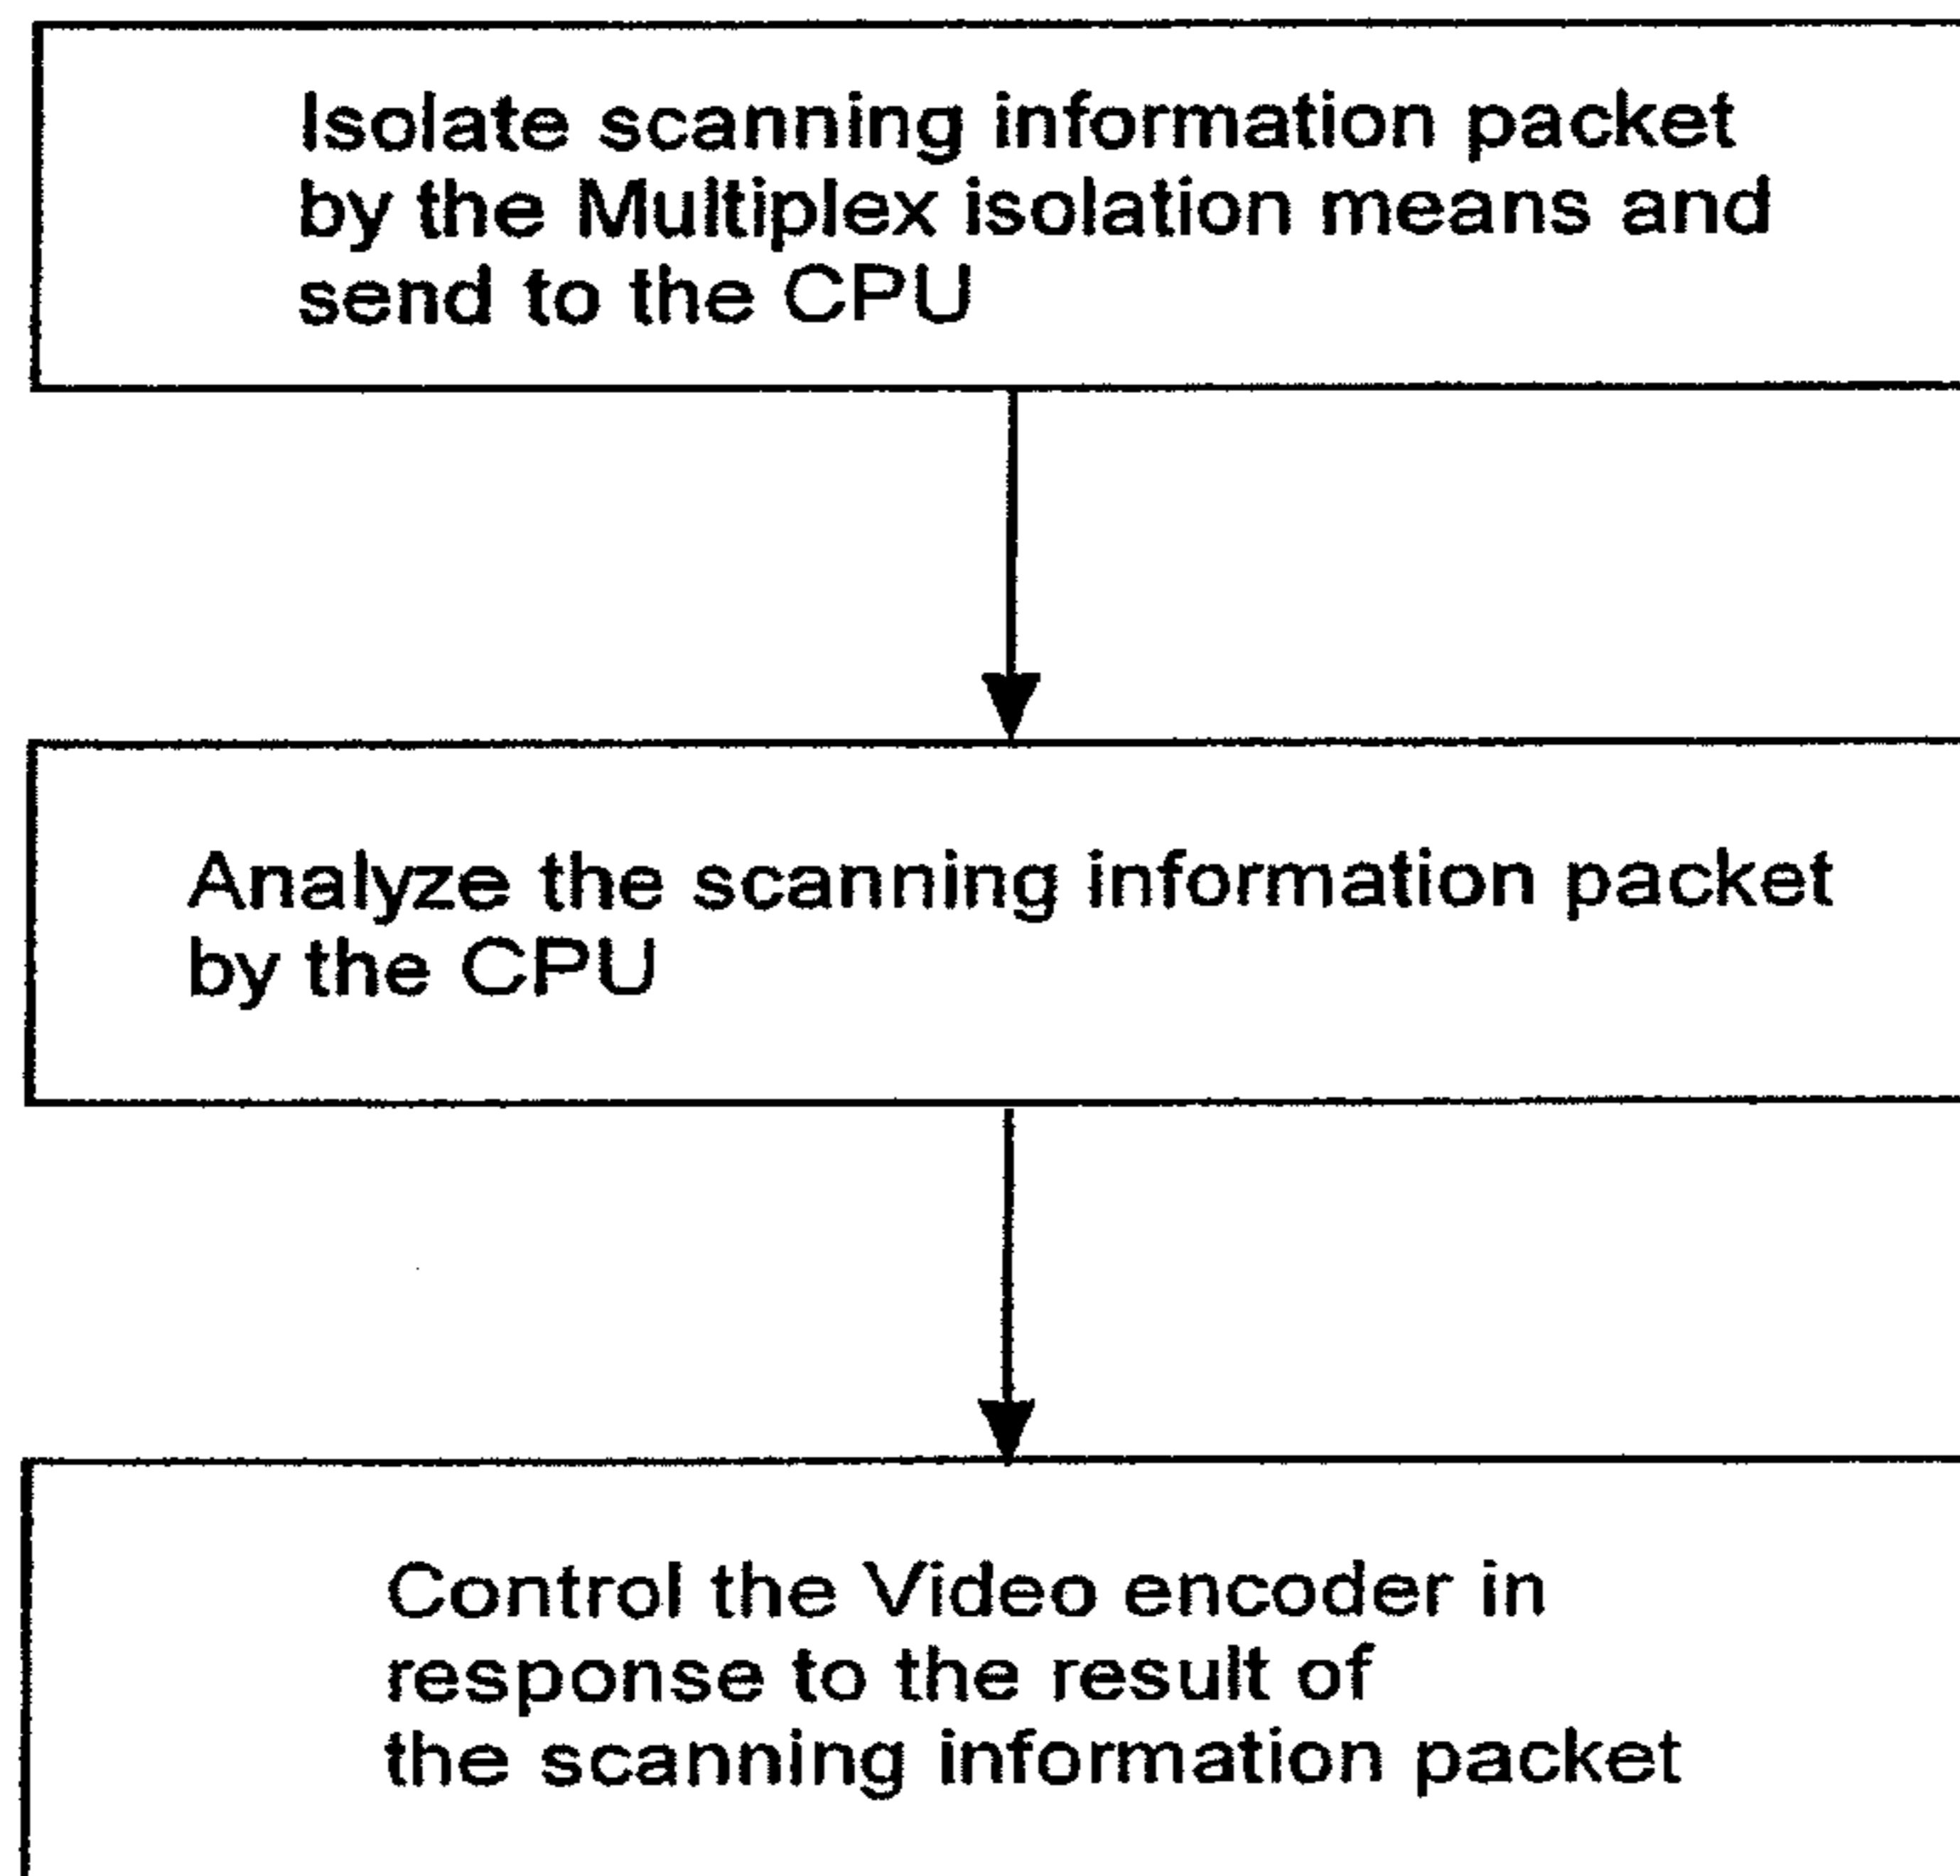 Isolate scanning information packet
by the Multiplex isolation means and
send to the CPU
Analyze the scanning information packet
by the CPU
Control the Video encoder in
response to the result of
the scanning information packet